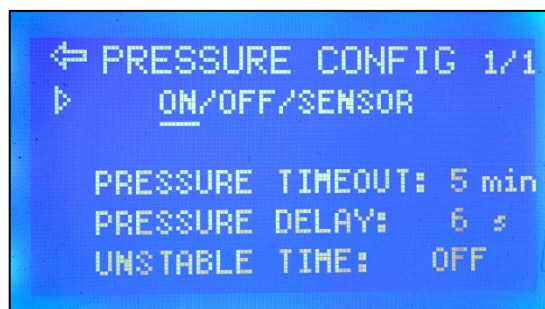 PRESSURE CONFIG 1/1
ON/OFF/SENSOR
PRESSURE TIMEOUT: 5 min
PRESSURE DELAY: 6 s
UNSTABLE TIME: OFF